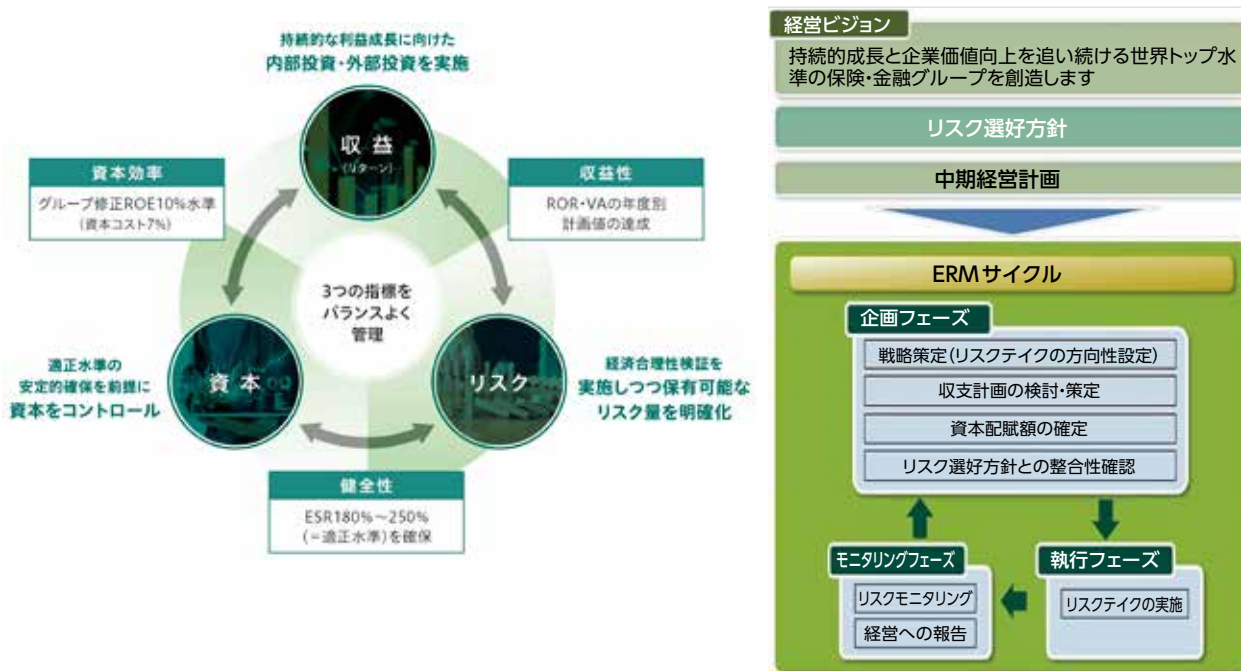 持続的な利益成長に向けた
内部投資・外部投資を実施
収益
(リターン)
資本効率
グループ修正ROE10%水準
(資本コスト7%)
収益性
ROR・VAの年度別
計画値の達成
3つの指標を
バランスよく
管理
適正水準の
安定的確保を前提に
資本をコントロール
資本
リスク
経済合理性検証を
実施しつつ保有可能な
リスク量を明確化
健全性
ESR180%～250%
(=適正水準)を確保
経営ビジョン
持続的成長と企業価値向上を追い続ける世界トップ水
準の保険・金融グループを創造します
リスク選好方針
中期経営計画
ERMサイクル
企画フェーズ
戦略策定(リスクテイクの方向性設定)
収支計画の検討・策定
資本配賦額の確定
リスク選好方針との整合性確認
モニタリングフェーズ
リスクモニタリング
経営への報告
執行フェーズ
リスクテイクの実施